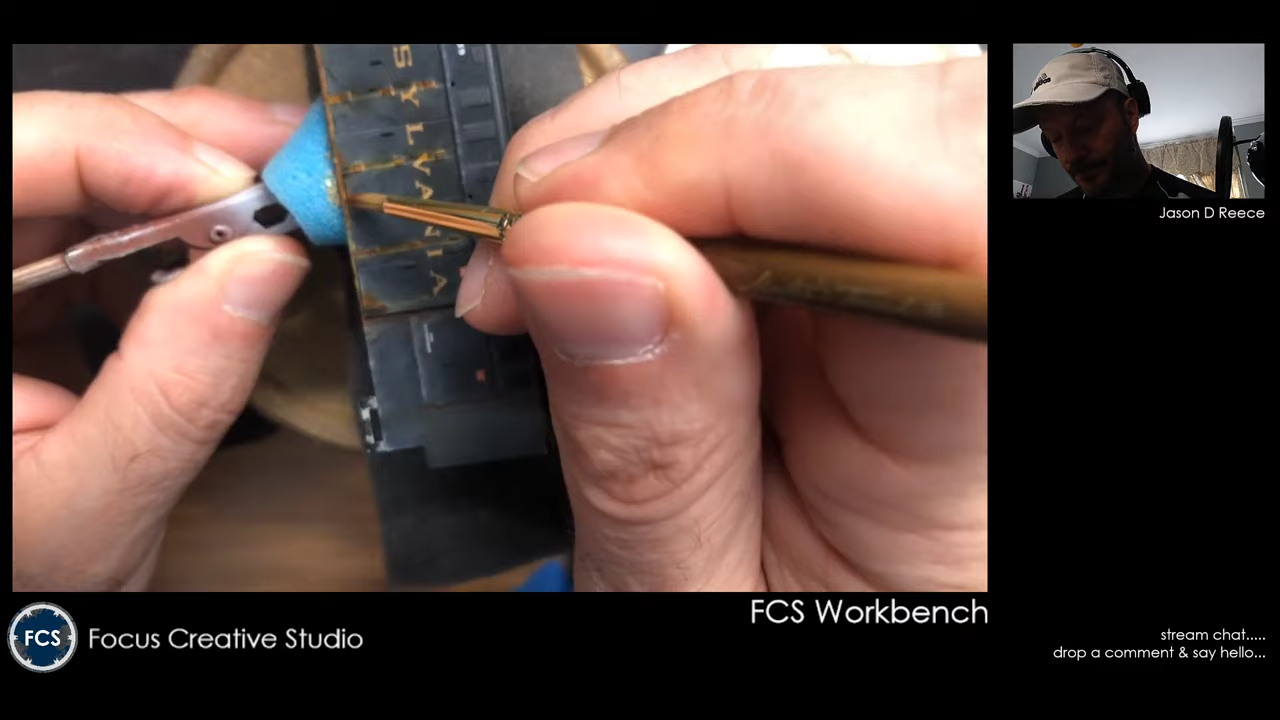 SYLVANIA
Jason D Reece
FCS Workbench
FCS
Focus Creative Studio
stream chat.....
drop a comment & say hello...